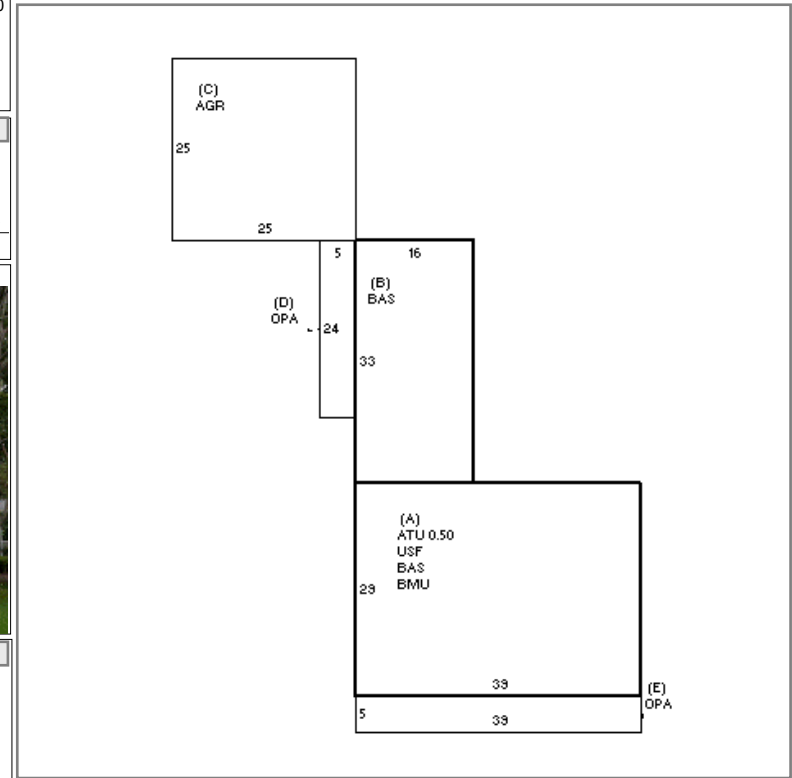 (C)
AGR
25
25
5
16
(B)
BAS
(D)
OPA
24
33
(A)
ATU 0.50
USF
BAS
BMU
29
39
(E)
OPA
5
39